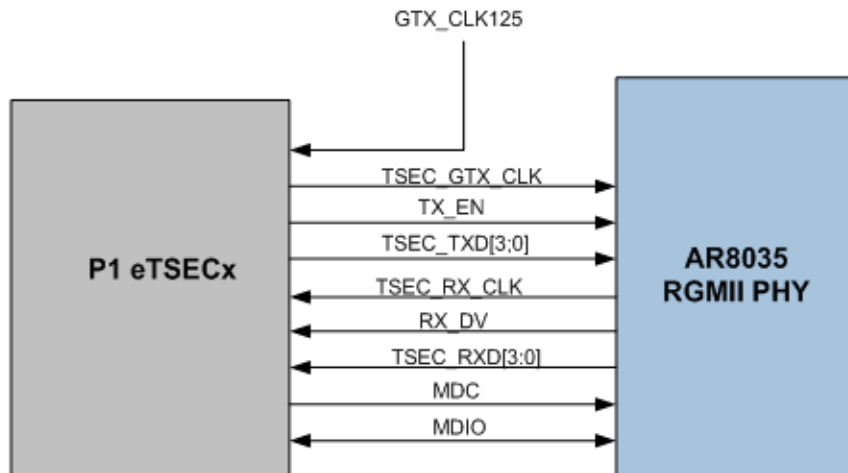 GTX_CLK125
TSEC_GTX_CLK
TX_EN
TSEC_TXD[3;0]
P1 eTSECx
AR8035
RGMII PHY
TSEC_RX_CLK
RX_DV
TSEC_RXD[3:0]
MDC
MDIO